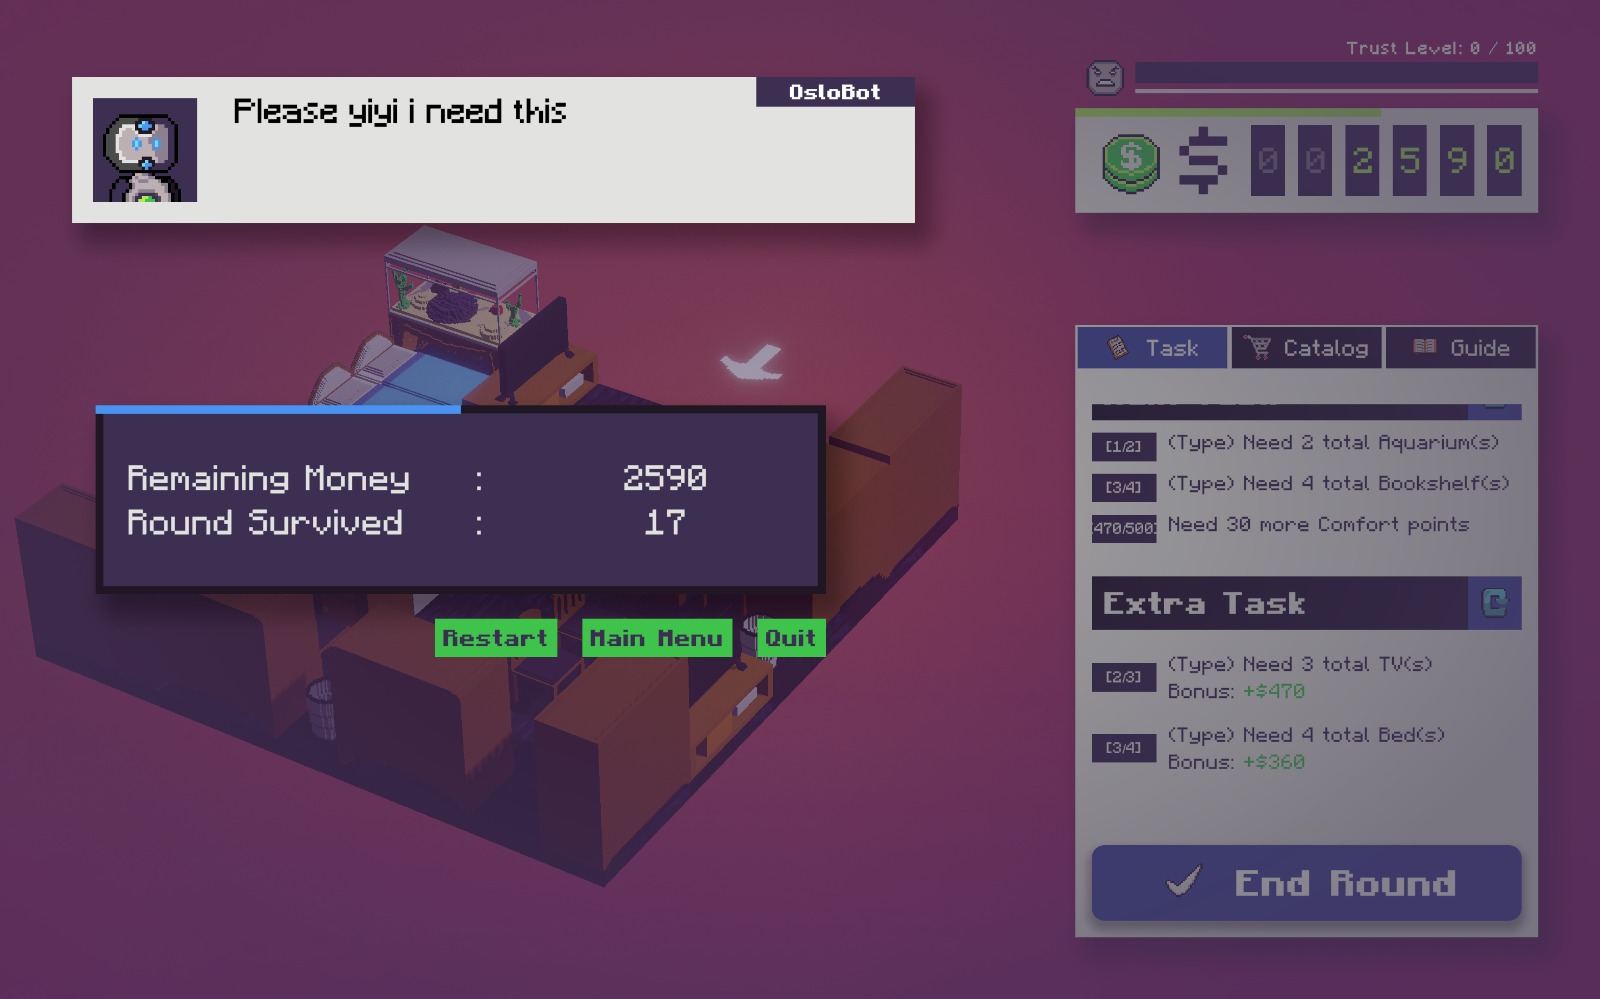 Trust Level: 0 / 100
OsloBot
Please yiyi i need this
$ 0 0 2 5 9 0
Task
Catalog
Guide
[1/2] (Type) Need 2 total Aquarium(s)
[3/4] (Type) Need 4 total Bookshelf(s)
[470/500] Need 30 more Comfort points
Remaining Money : 2590
Round Survived : 17
Extra Task
Restart
Main Menu
Quit
[2/3] (Type) Need 3 total TV(s)
Bonus: +$470
[3/4] (Type) Need 4 total Bed(s)
Bonus: +$360
End Round